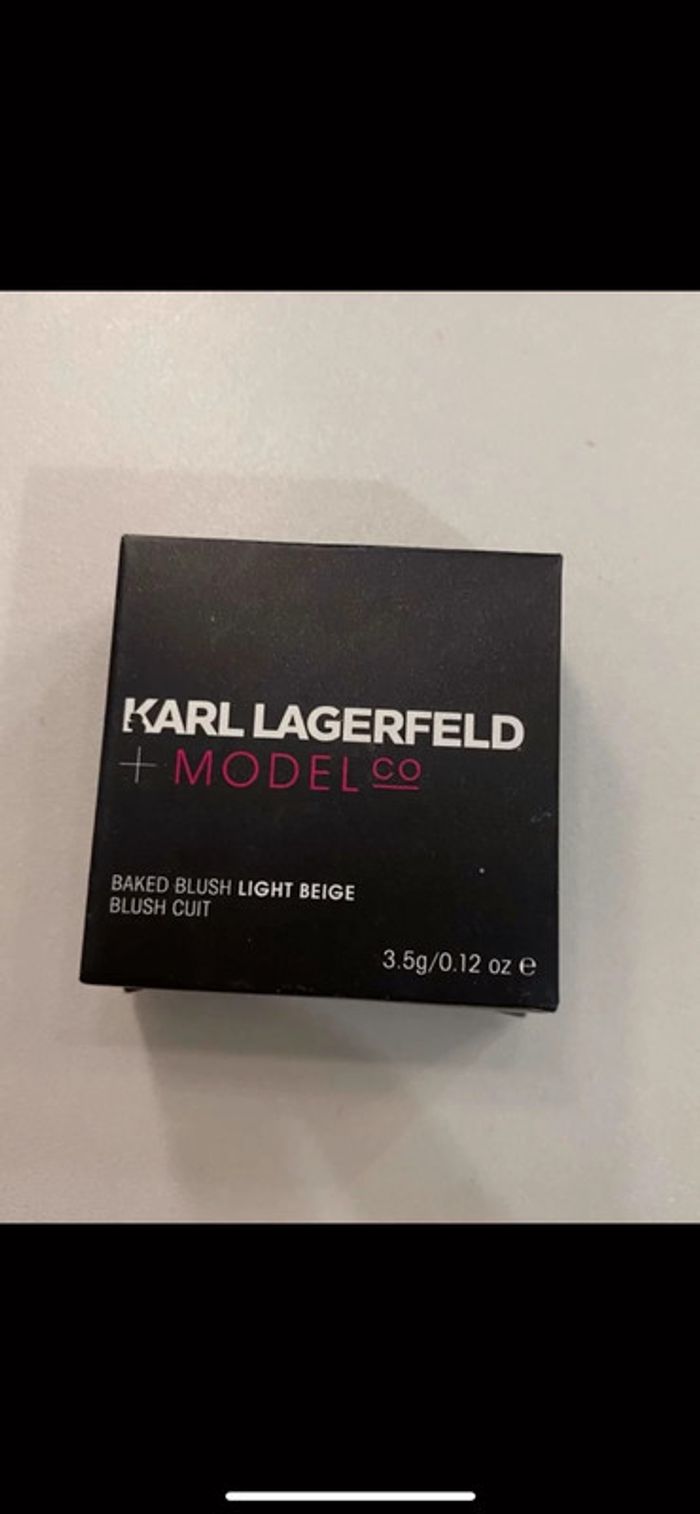 KARL LAGERFELD
+ MODEL CO
BAKED BLUSH LIGHT BEIGE
BLUSH CUIT
3.5g/0.12 oz e